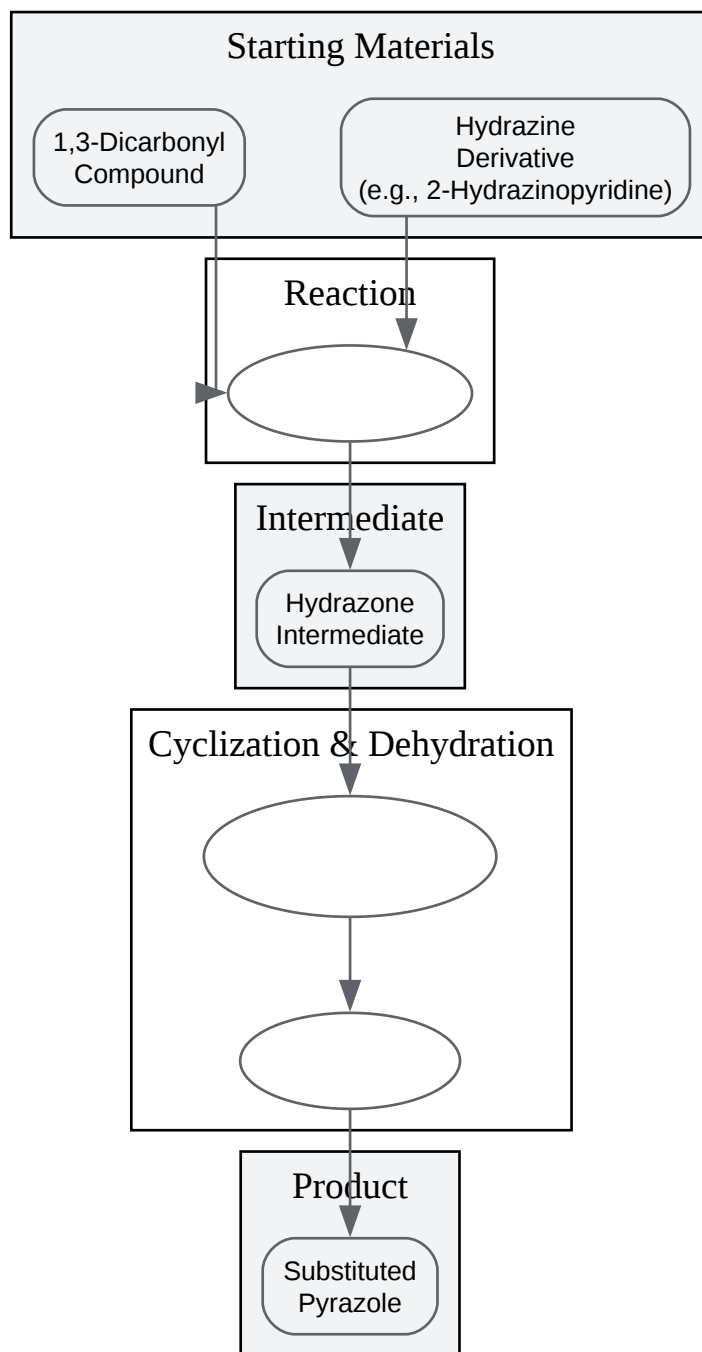 Starting Materials
1,3-Dicarbonyl
Compound
Hydrazine
Derivative
(e.g., 2-Hydrazinopyridine)
Reaction
Intermediate
Hydrazone
Intermediate
Cyclization & Dehydration
Product
Substituted
Pyrazole